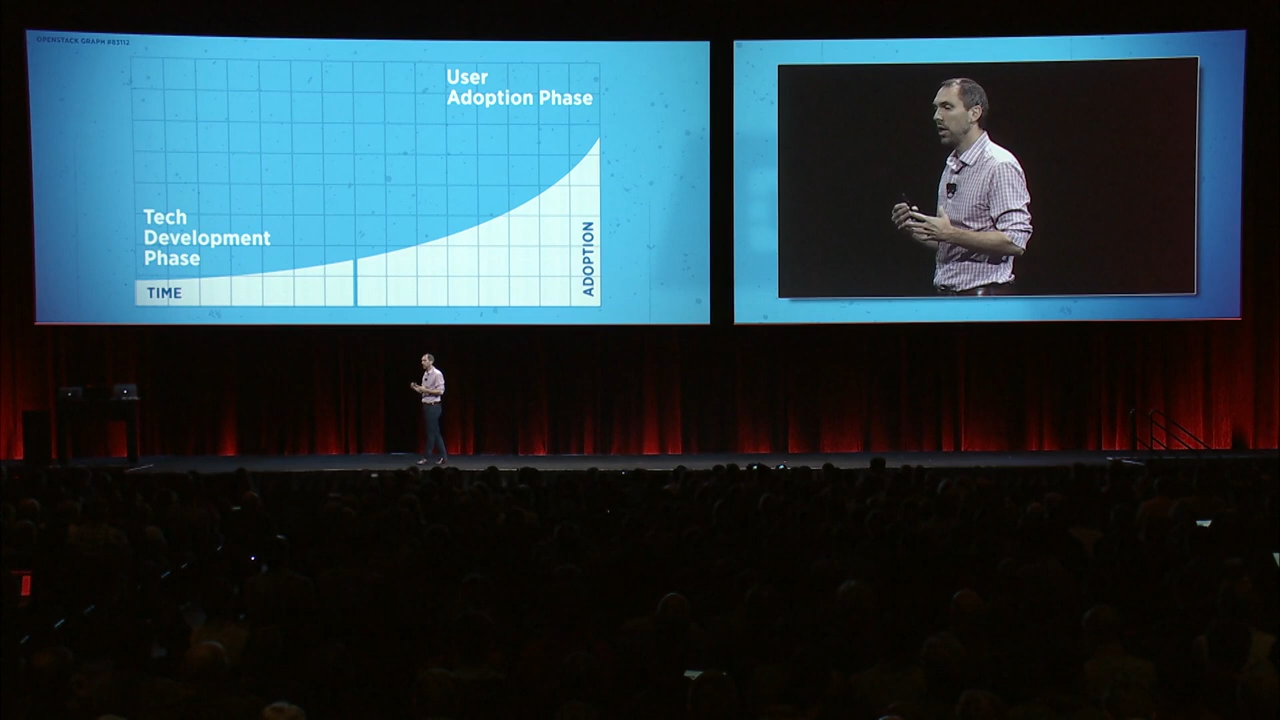 OPENSTACK GRAPH #83112
User
Adoption Phase
Tech
Development
Phase
TIME
ADOPTION